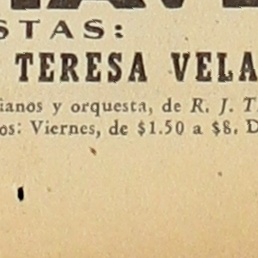 STAS:
TERESA VELA
ianos y orquesta, de R. J. T
os: Viernes, de $1.50 a $8. D